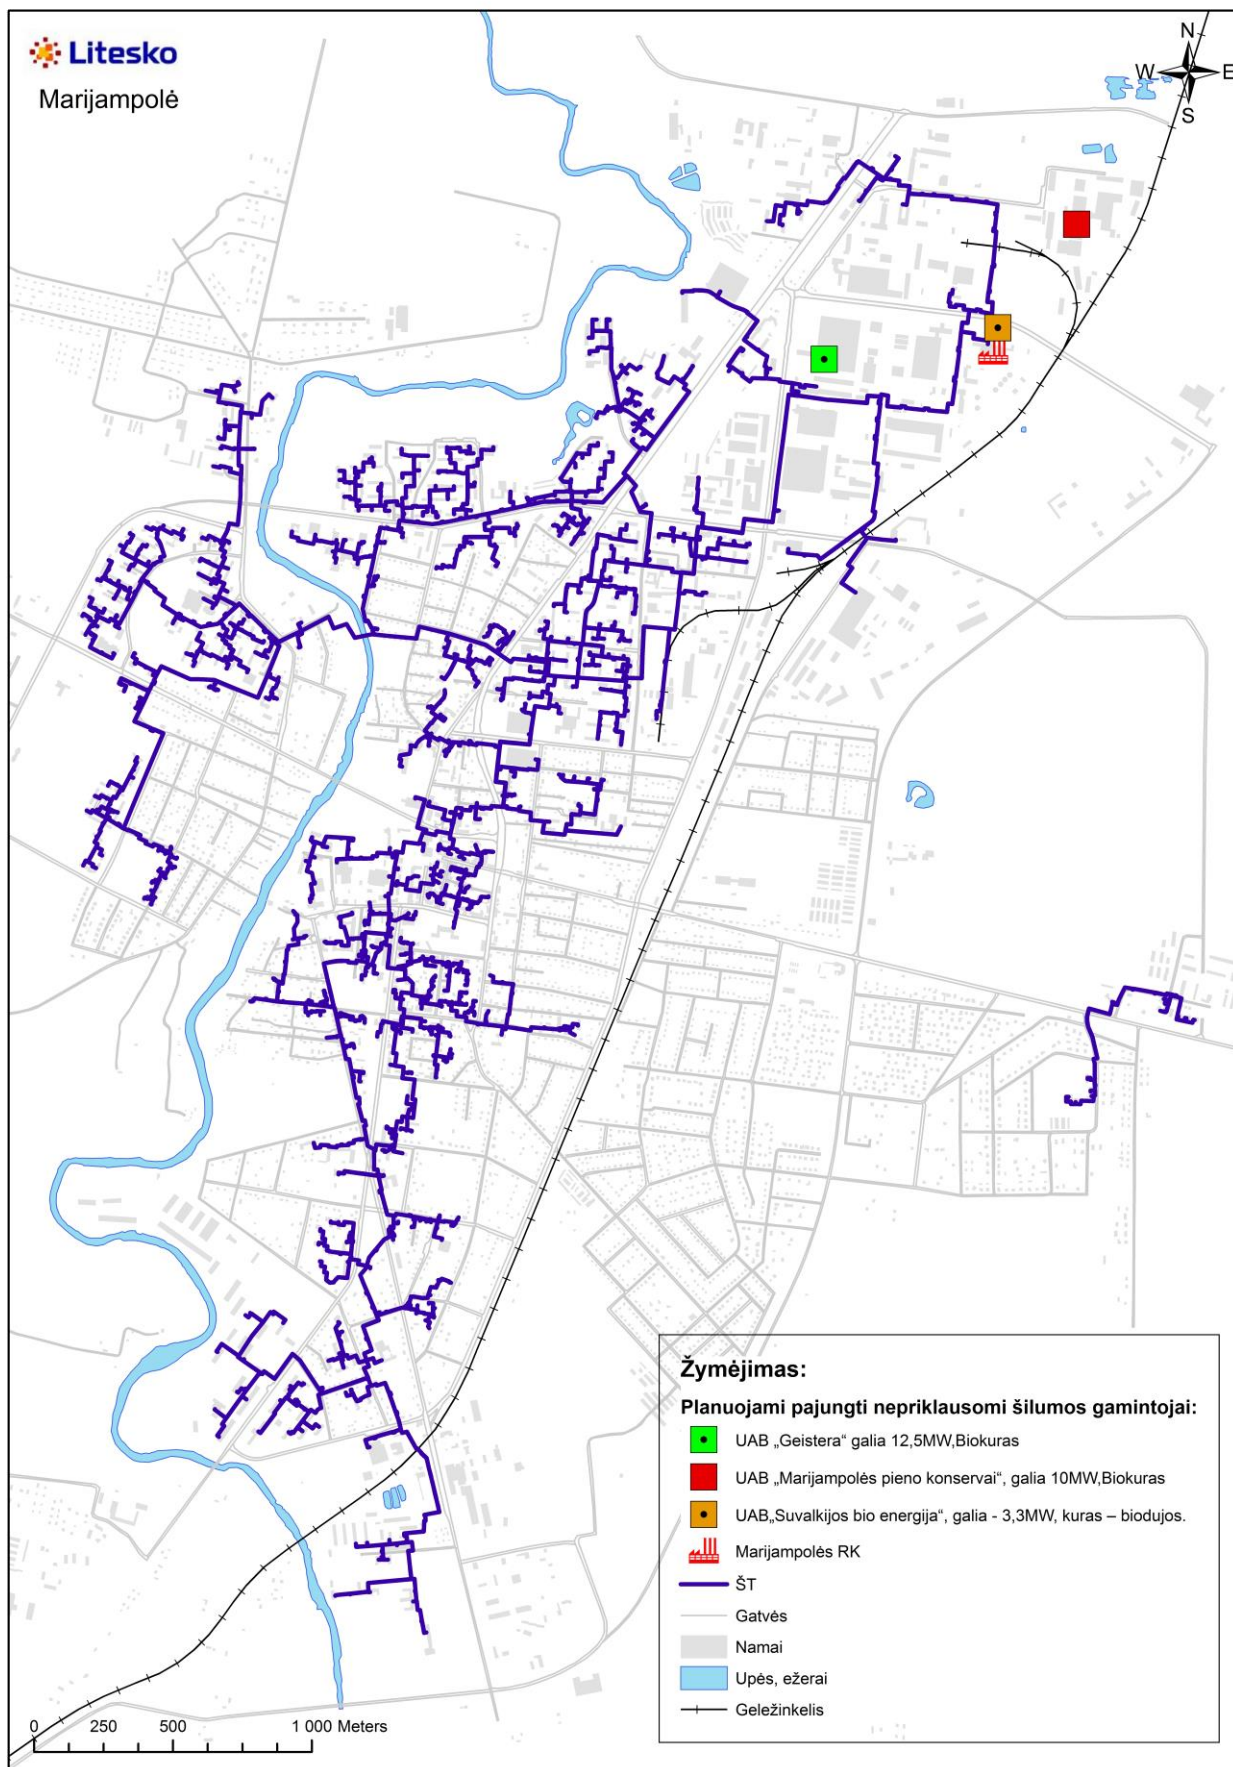 Litesko
Marijampolė
N
W E
S
Žymėjimas:
Planuojami pajungti nepriklausomi šilumos gamintojai:
UAB „Geistera“ galia 12,5MW,Biokuras
UAB „Marijampolės pieno konservai“, galia 10MW,Biokuras
UAB„Suvalkijos bio energija“, galia - 3,3MW, kuras – biodujos.
Marijampolės RK
ŠT
Gatvės
Namai
Upės, ežerai
Geležinkelis
0 250 500 1 000 Meters